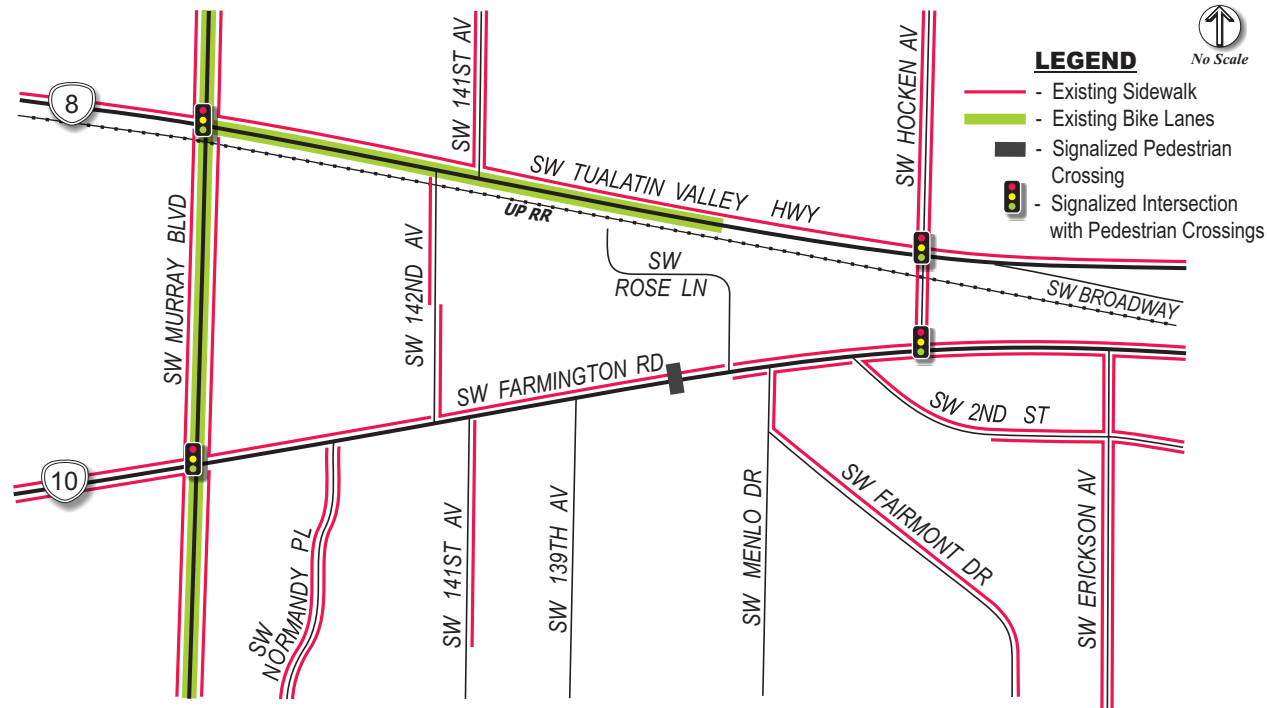 SW 141ST AV
SW HOCKEN AV
No Scale
LEGEND
- Existing Sidewalk
- Existing Bike Lanes
- Signalized Pedestrian
Crossing
- Signalized Intersection
with Pedestrian Crossings
8
SW TUALATIN VALLEY HWY
UP RR
SW MURRAY BLVD
SW 142ND AV
SW
ROSE LN
SW BROADWAY
SW FARMINGTON RD
SW 2ND ST
10
SW
NORMANDY PL
SW 141ST AV
SW 139TH AV
SW MENLO DR
SW FAIRMONT DR
SW ERICKSON AV